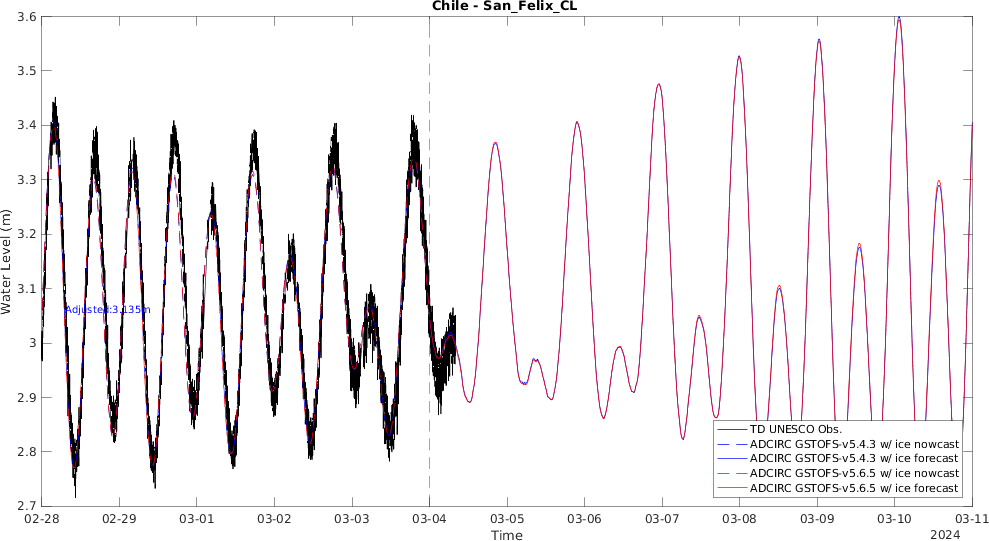 Chile - San_Felix_CL
3.6
3.5
3.4
3.3
3.2
3.1
3
2.9
2.8
2.7
Water Level (m)
Adjusted:3.135m
TD UNESCO Obs.
ADCIRC GSTOFS-v5.4.3 w/ ice nowcast
ADCIRC GSTOFS-v5.4.3 w/ ice forecast
ADCIRC GSTOFS-v5.6.5 w/ ice nowcast
ADCIRC GSTOFS-v5.6.5 w/ ice forecast
02-28 02-29 03-01 03-02 03-03 03-04 03-05 03-06 03-07 03-08 03-09 03-10 03-11
Time
2024